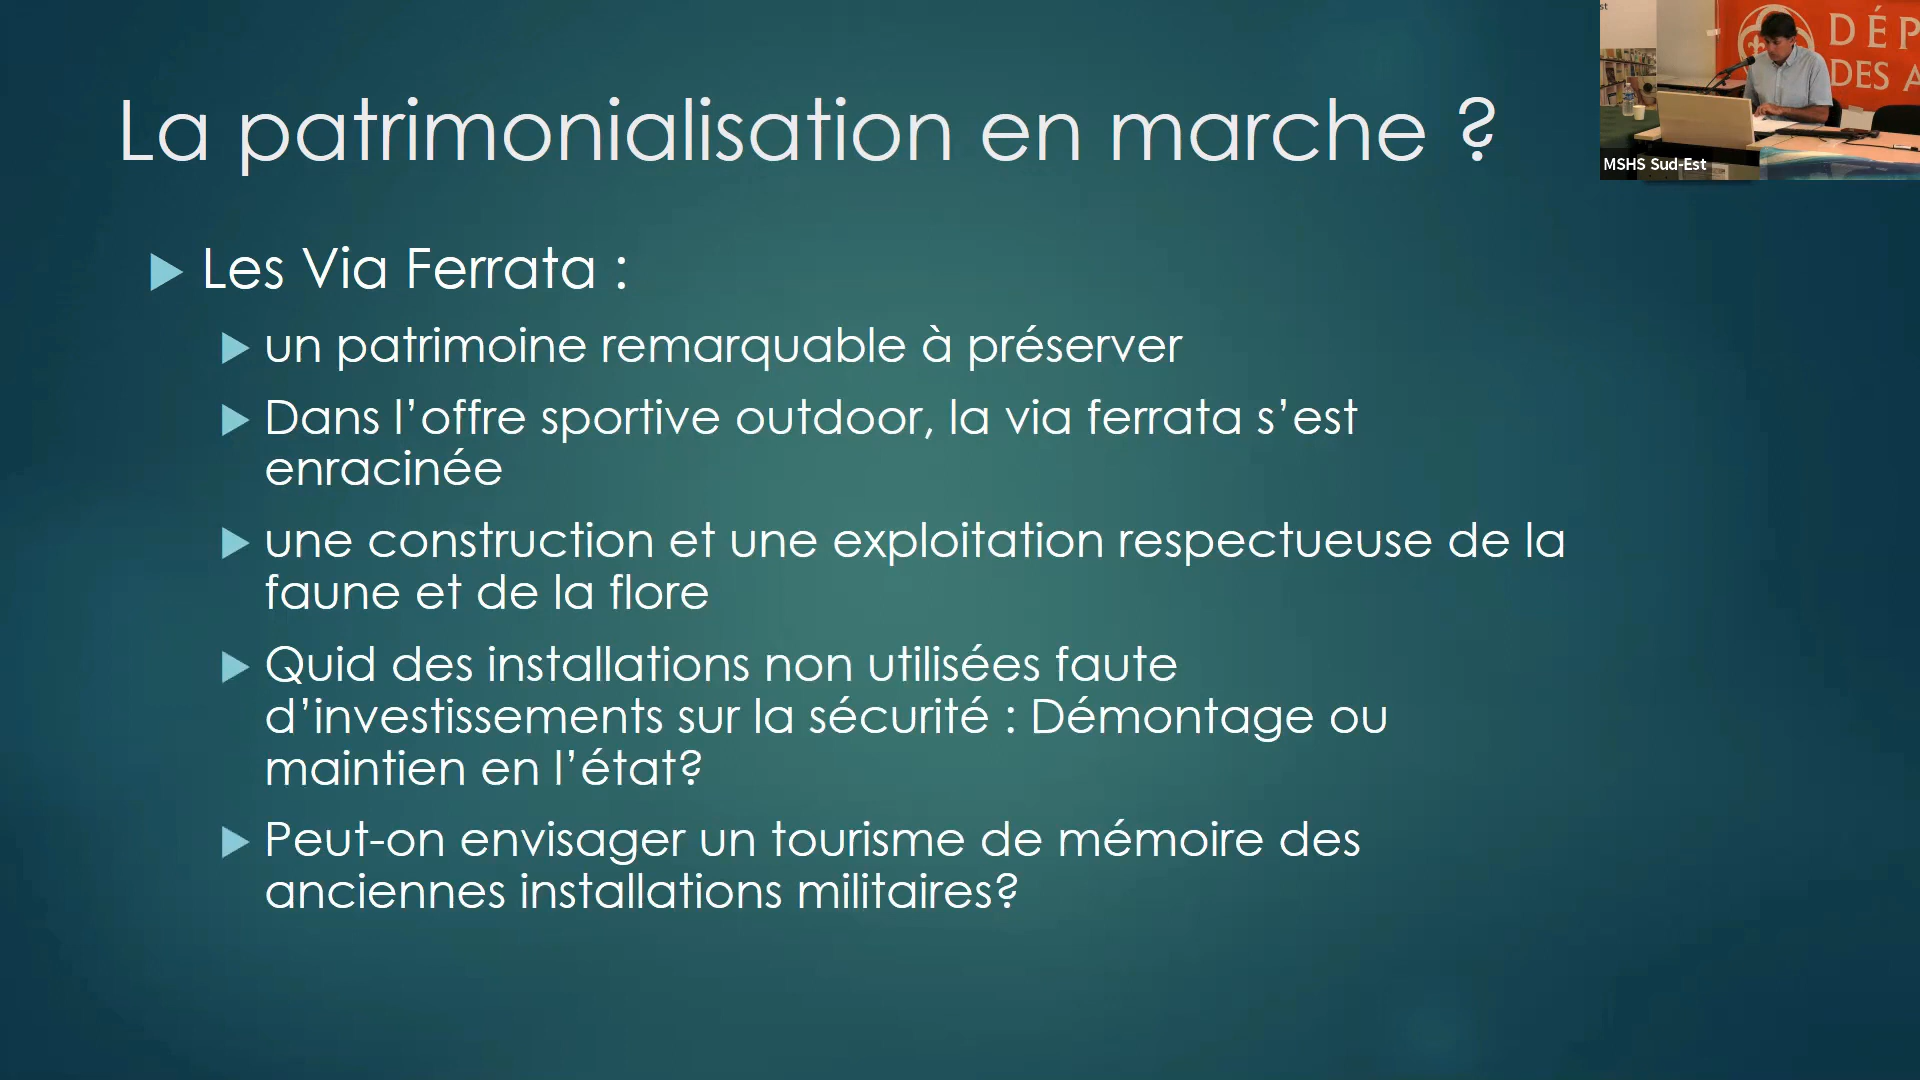 La patrimonialisation en marche ?
Les Via Ferrata :
un patrimoine remarquable à préserver
Dans l’offre sportive outdoor, la via ferrata s’est
enracinée
une construction et une exploitation respectueuse de la
faune et de la flore
Quid des installations non utilisées faute
d’investissements sur la sécurité : Démontage ou
maintien en l’état?
Peut-on envisager un tourisme de mémoire des
anciennes installations militaires?
st
DÉP
DES A
MSHS Sud-Est